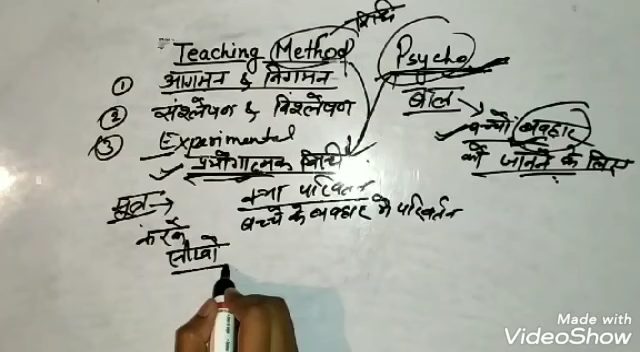 विधि
Teaching Method
Psycho
① आगमन & निगमन
② संश्लेषण & विश्लेषण
③ Experimental
प्रयोगात्मक विधि
बाल →
बच्चों व्यवहार
को जानने के लिए
सूत्र → क्या परिवर्तन
बच्चे के व्यवहार में परिवर्तन
करके
सीखो
Made with
VideoShow